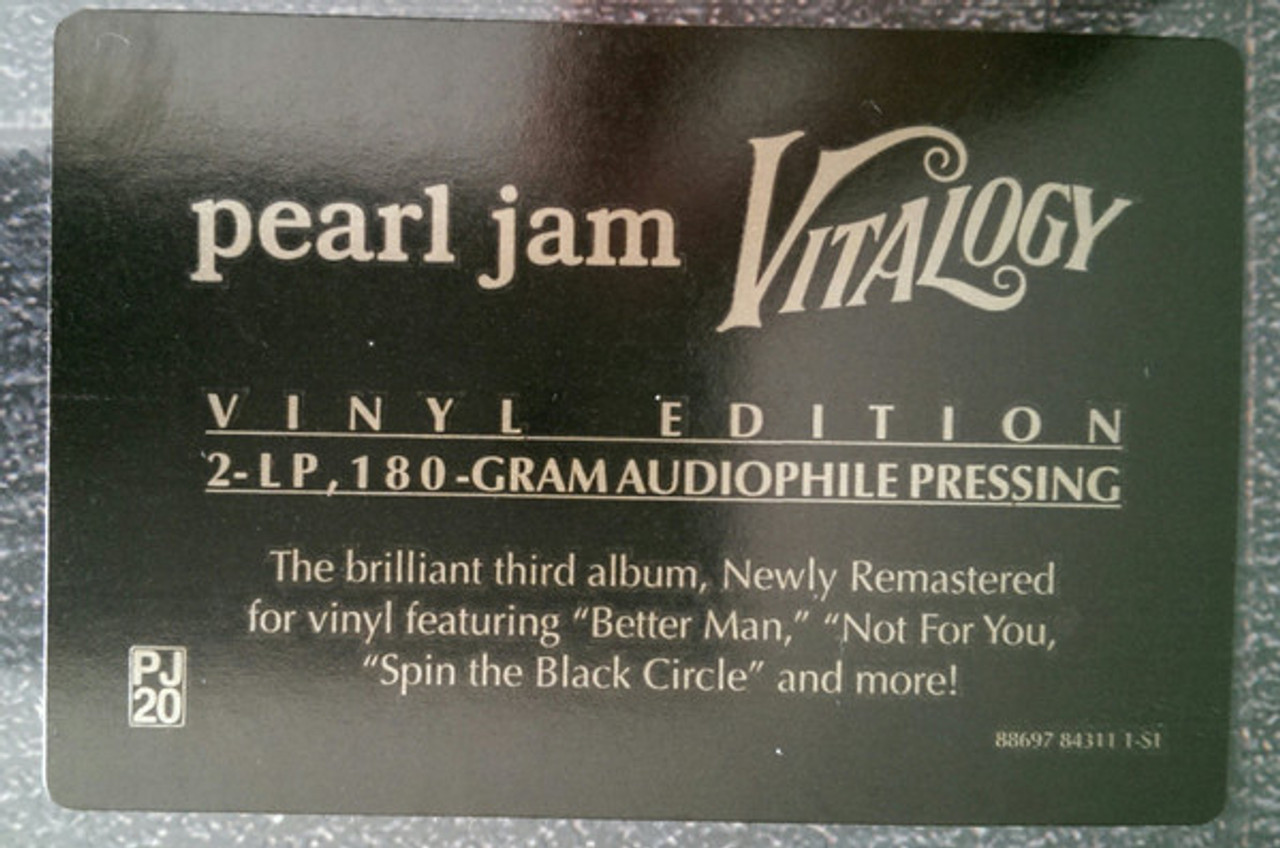 pearl jam VITALOGY
VINYL EDITION
2-LP, 180-GRAM AUDIOPHILE PRESSING
The brilliant third album, Newly Remastered
for vinyl featuring “Better Man,” “Not For You,
“Spin the Black Circle” and more!
PJ
20
88697 84311 1-S1